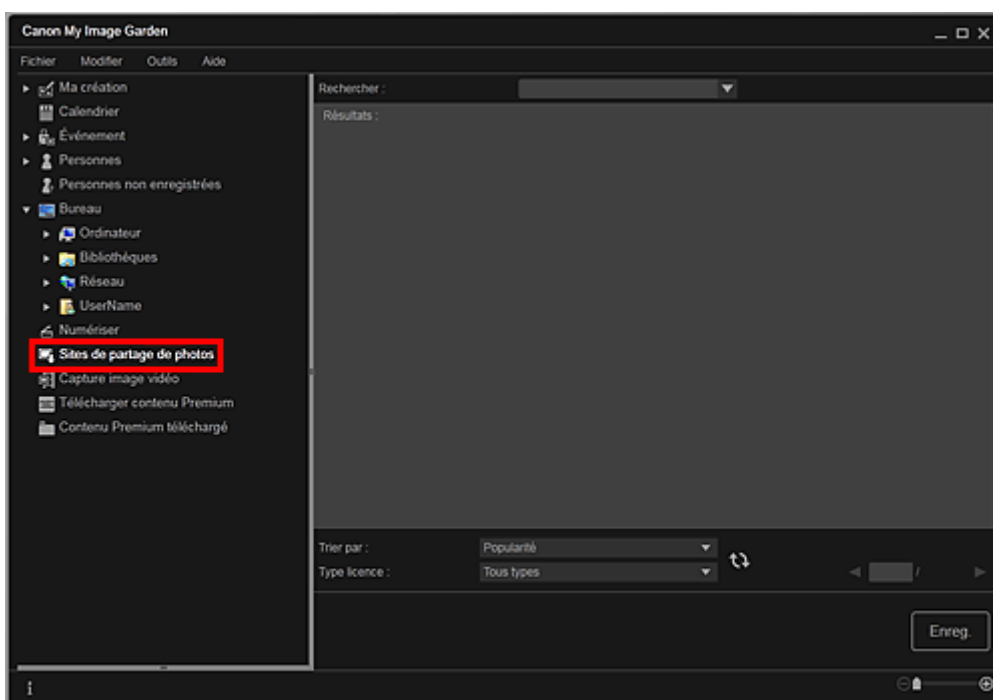 Canon My Image Garden
Fichier Modifier Outils Aide
Ma création
Calendrier
Événement
Personnes
Personnes non enregistrées
Bureau
Ordinateur
Bibliothèques
Réseau
UserName
Numériser
Sites de partage de photos
Capture image vidéo
Télécharger contenu Premium
Contenu Premium téléchargé
Rechercher :
Résultats :
Trier par : Popularité
Type licence : Tous types
/
Enreg.